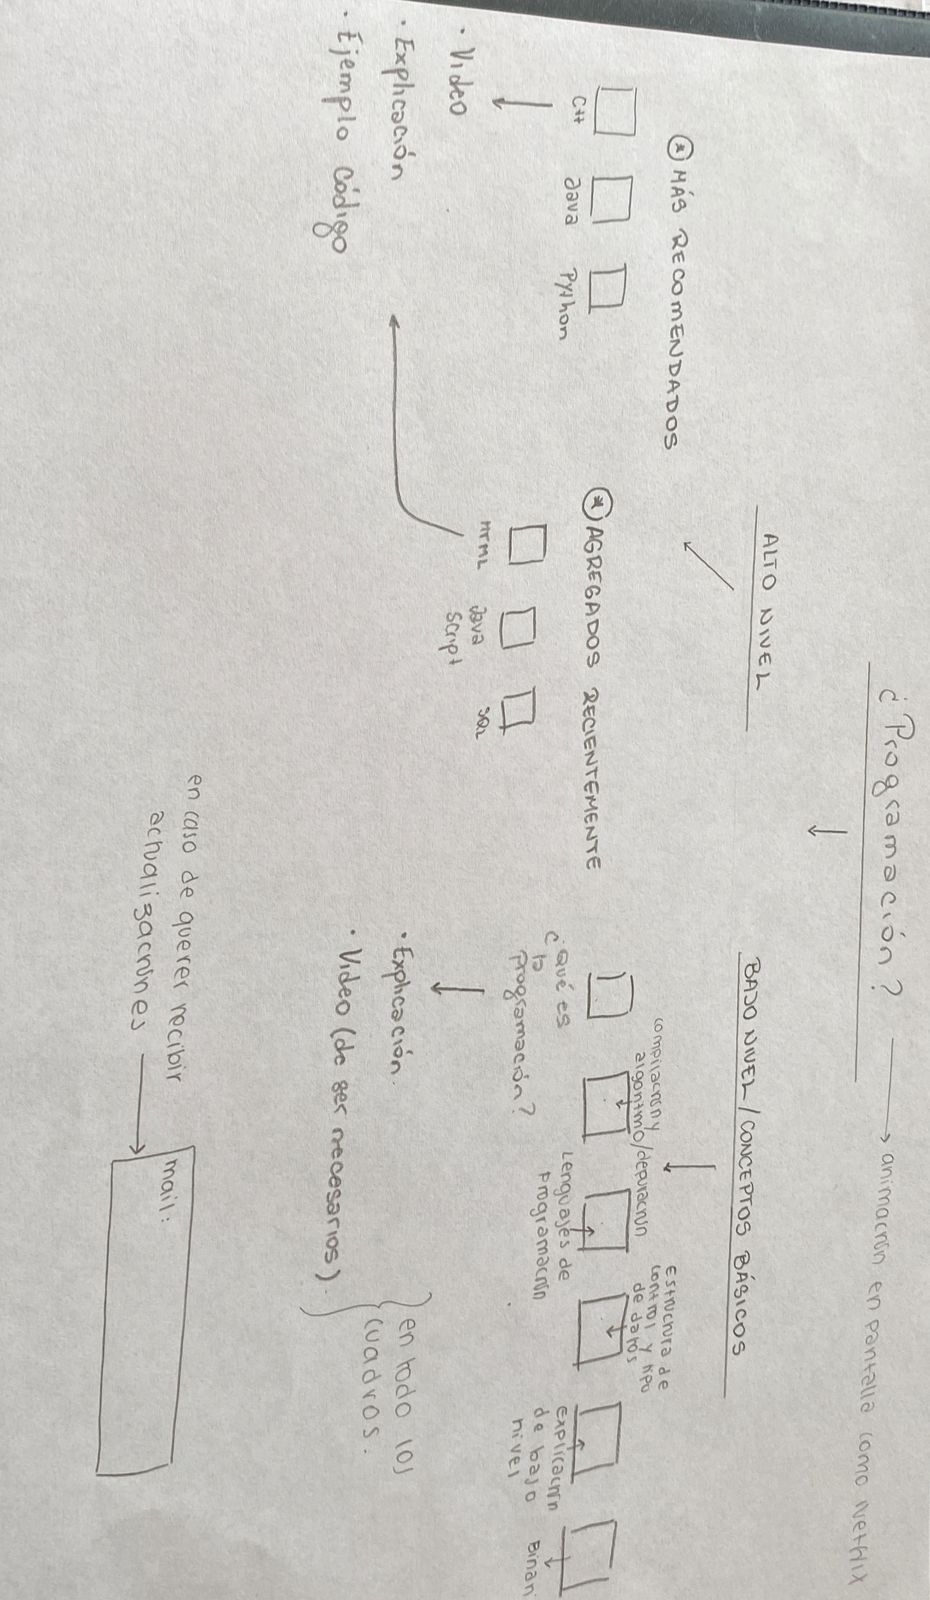 ¿Programación?
animación en pantalla como Netflix
ALTO NIVEL
BAJO NIVEL/CONCEPTOS BÁSICOS
* MÁS RECOMENDADOS
C++
Java
Python
· Video
· Explicación
· Ejemplo código
* AGREGADOS RECIENTEMENTE
HTML
Java
Script
SQL
¿Qué es
la
programación?
compilación y
algoritmo/depuración
Lenguajes de
Programación
Estructura de
control y tipo
de datos
Explicación
de bajo
nivel
Binari
· Explicación.
· Video (de ser necesarios).
en todo los
cuadros.
en caso de querer recibir
actualizaciones
mail: